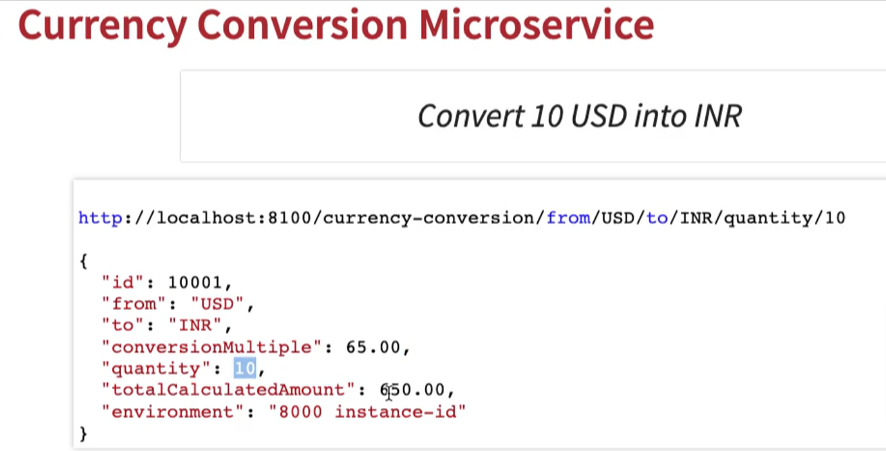 Currency Conversion Microservice
Convert 10 USD into INR
http://localhost:8100/currency-conversion/from/USD/to/INR/quantity/10
{
"id": 10001,
"from": "USD",
"to": "INR",
"conversionMultiple": 65.00,
"quantity": 10,
"totalCalculatedAmount": 650.00,
"environment": "8000 instance-id"
}